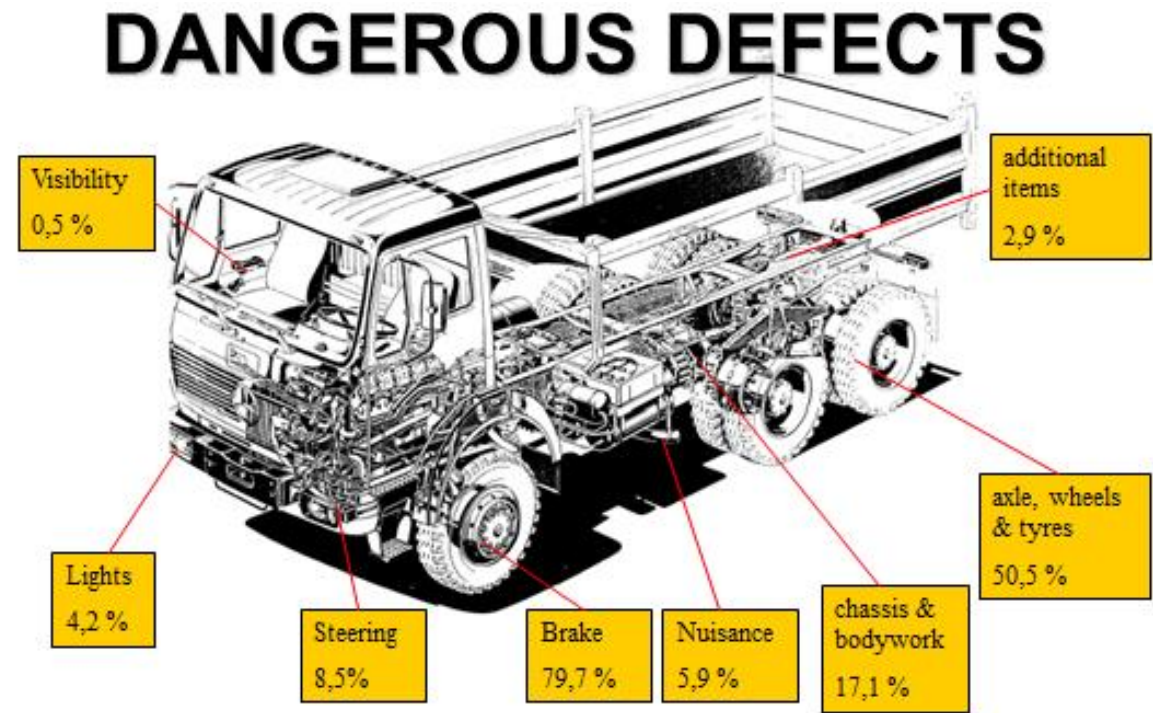 DANGEROUS DEFECTS
Visibility
0,5 %
additional
items
2,9 %
axle, wheels
& tyres
50,5 %
Lights
4,2 %
Steering
8,5%
Brake
79,7 %
Nuisance
5,9 %
chassis &
bodywork
17,1 %